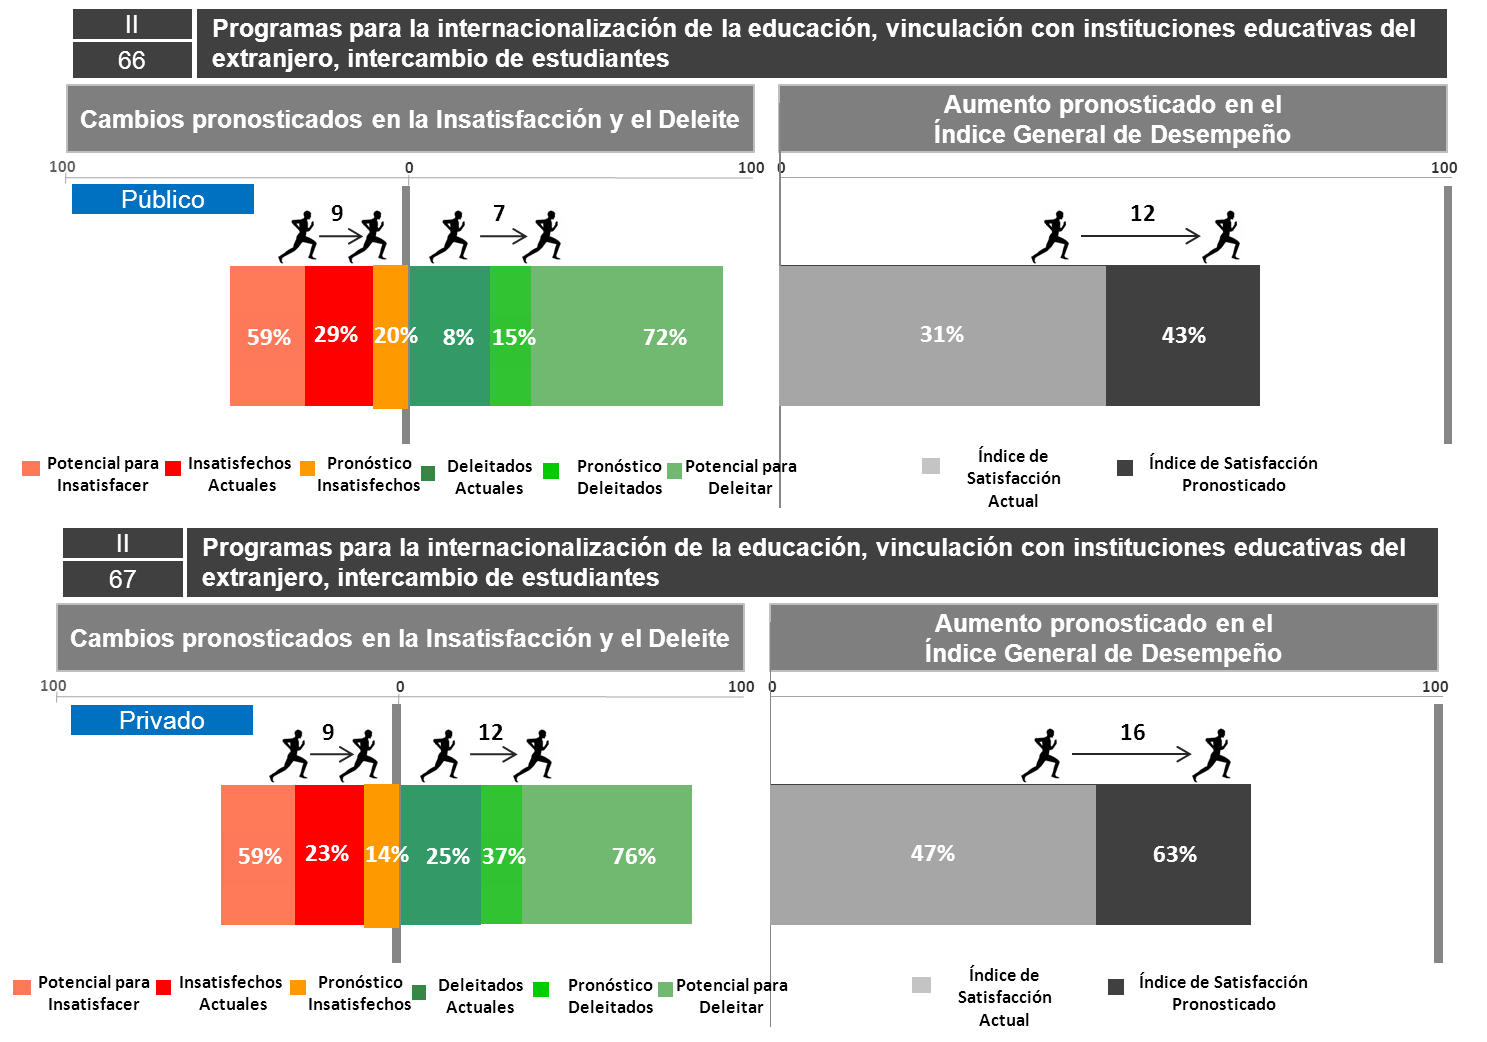 II
66
Programas para la internacionalización de la educación, vinculación con instituciones educativas del
extranjero, intercambio de estudiantes
Cambios pronosticados en la Insatisfacción y el Deleite
Aumento pronosticado en el
Índice General de Desempeño
100
0
100
0
100
Público
9
7
12
59%
29%
20%
8%
15%
72%
31%
43%
Potencial para
Insatisfacer
Insatisfechos
Actuales
Pronóstico
Insatisfechos
Deleitados
Actuales
Pronóstico
Deleitados
Potencial para
Deleitar
Índice de
Satisfacción
Actual
Índice de Satisfacción
Pronosticado
II
67
Programas para la internacionalización de la educación, vinculación con instituciones educativas del
extranjero, intercambio de estudiantes
Cambios pronosticados en la Insatisfacción y el Deleite
Aumento pronosticado en el
Índice General de Desempeño
100
0
100
0
100
Privado
9
12
16
59%
23%
14%
25%
37%
76%
47%
63%
Potencial para
Insatisfacer
Insatisfechos
Actuales
Pronóstico
Insatisfechos
Deleitados
Actuales
Pronóstico
Deleitados
Potencial para
Deleitar
Índice de
Satisfacción
Actual
Índice de Satisfacción
Pronosticado